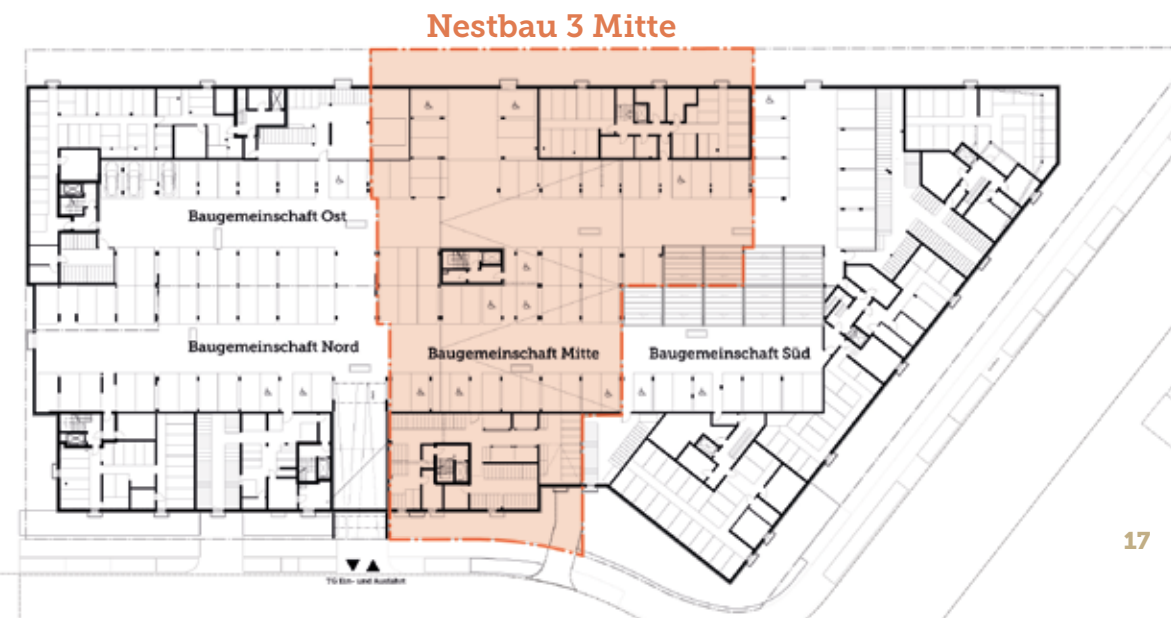 Nestbau 3 Mitte
Baugemeinschaft Ost
Baugemeinschaft Nord
Baugemeinschaft Mitte
Baugemeinschaft Süd
17
TG Ein- und Ausfahrt